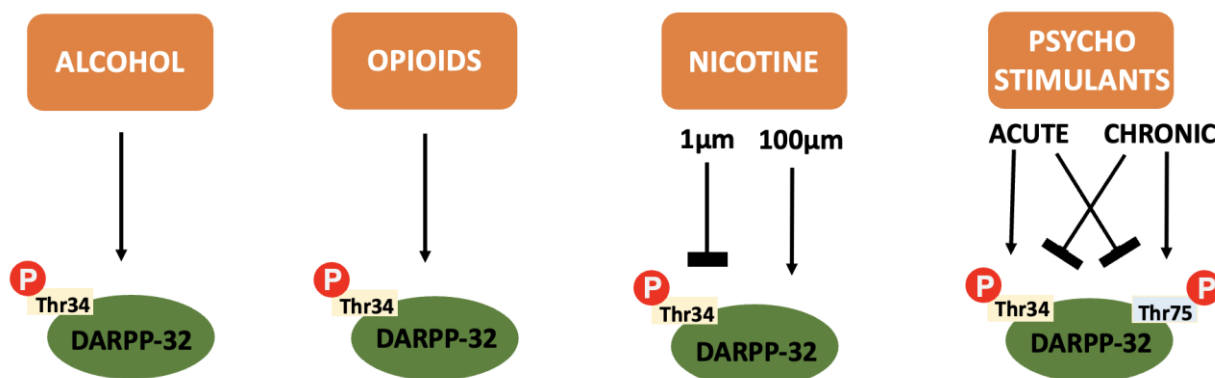 ALCOHOL
P
Thr34
DARPP-32
OPIOIDS
P
Thr34
DARPP-32
NICOTINE
1µm 100µm
P
Thr34
DARPP-32
PSYCHO
STIMULANTS
ACUTE CHRONIC
P
P
Thr34
Thr75
DARPP-32